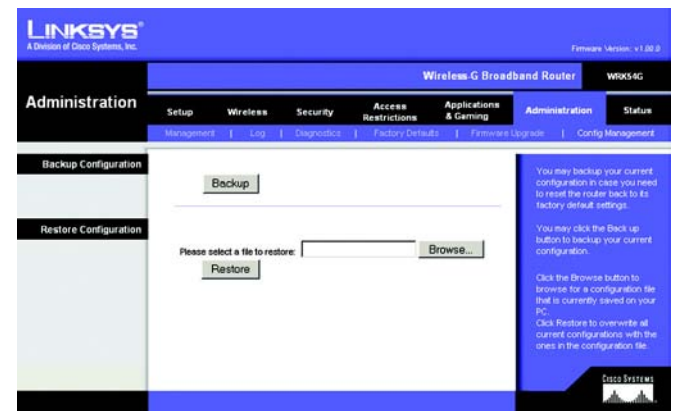 LINKSYS®
A Division of Cisco Systems, Inc.
Firmware Version: v1.00.0
Wireless-G Broadband Router WRK54G
Administration
Setup Wireless Security Access Restrictions Applications & Gaming Administration Status
Management | Log | Diagnostics | Factory Defaults | Firmware Upgrade | Config Management
Backup Configuration
Backup
Restore Configuration
Please select a file to restore: Browse...
Restore
You may backup your current
configuration in case you need
to reset the router back to its
factory default settings.
You may click the Back up
button to backup your current
configuration.
Click the Browse button to
browse for a configuration file
that is currently saved on your
PC.
Click Restore to overwrite all
current configurations with the
ones in the configuration file.
CISCO SYSTEMS